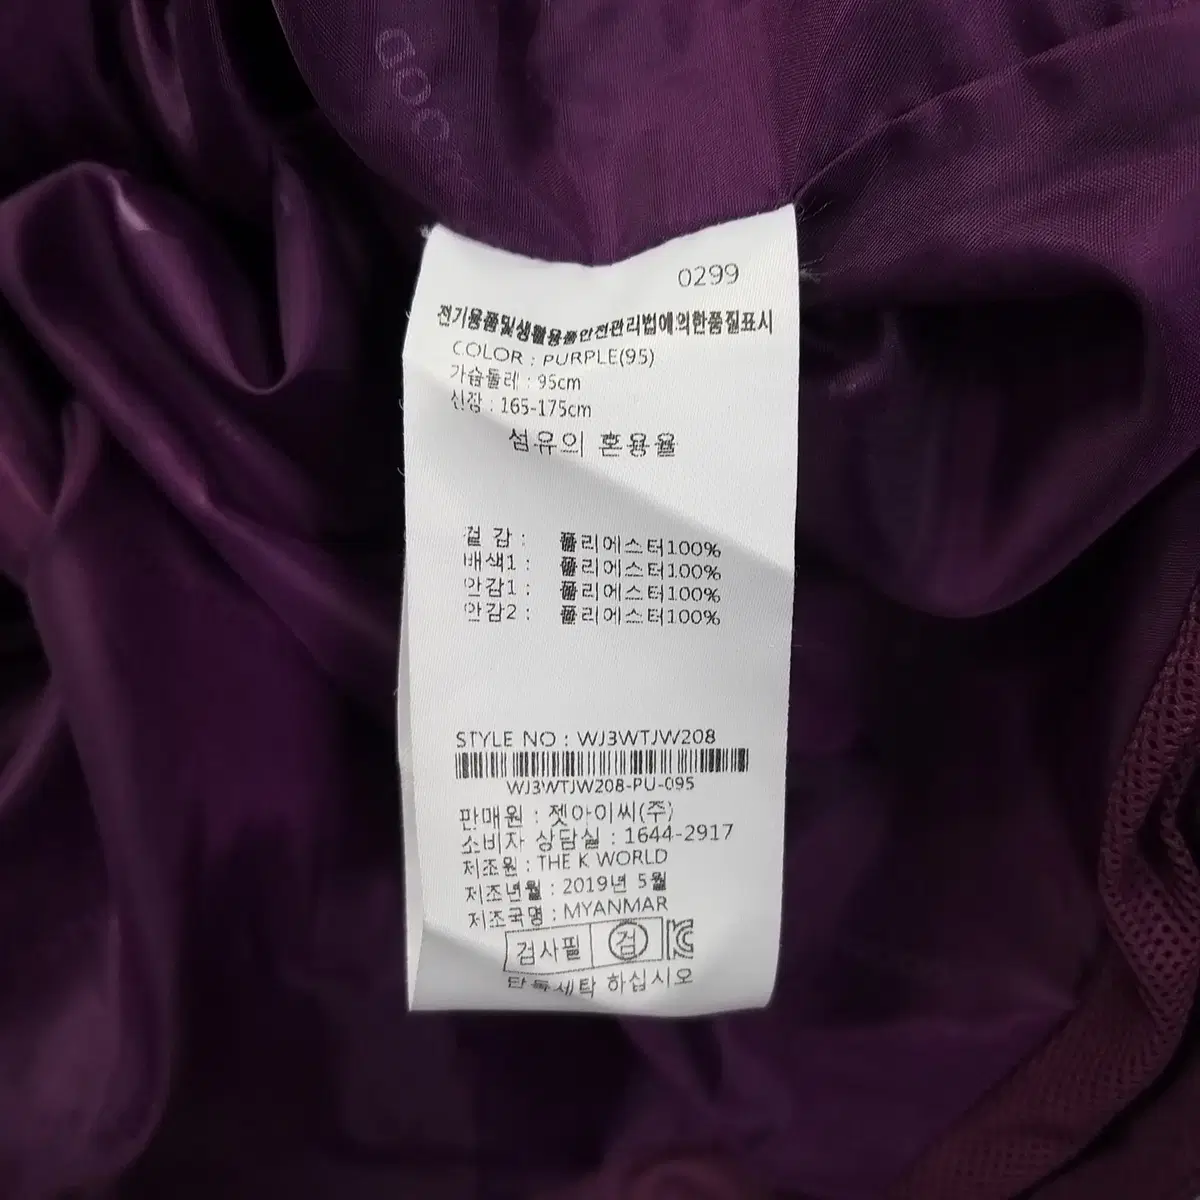 0299
전기용품및생활용품안전관리법에의한품질표시
COLOR : PURPLE(95)
가슴둘레 : 95cm
신장 : 165-175cm
섬유의 혼용율
겉 감 : 폴리에스터100%
배색1 : 폴리에스터100%
안감1 : 폴리에스터100%
안감2 : 폴리에스터100%
STYLE NO : WJ3WTJW208
WJ3WTJW208-PU-095
판매원 : 젯아이씨(주)
소비자 상담실 : 1644-2917
제조원 : THE K WORLD
제조년월 : 2019년 5월
제조국명 : MYANMAR
검사필 검
단독세탁 하십시오